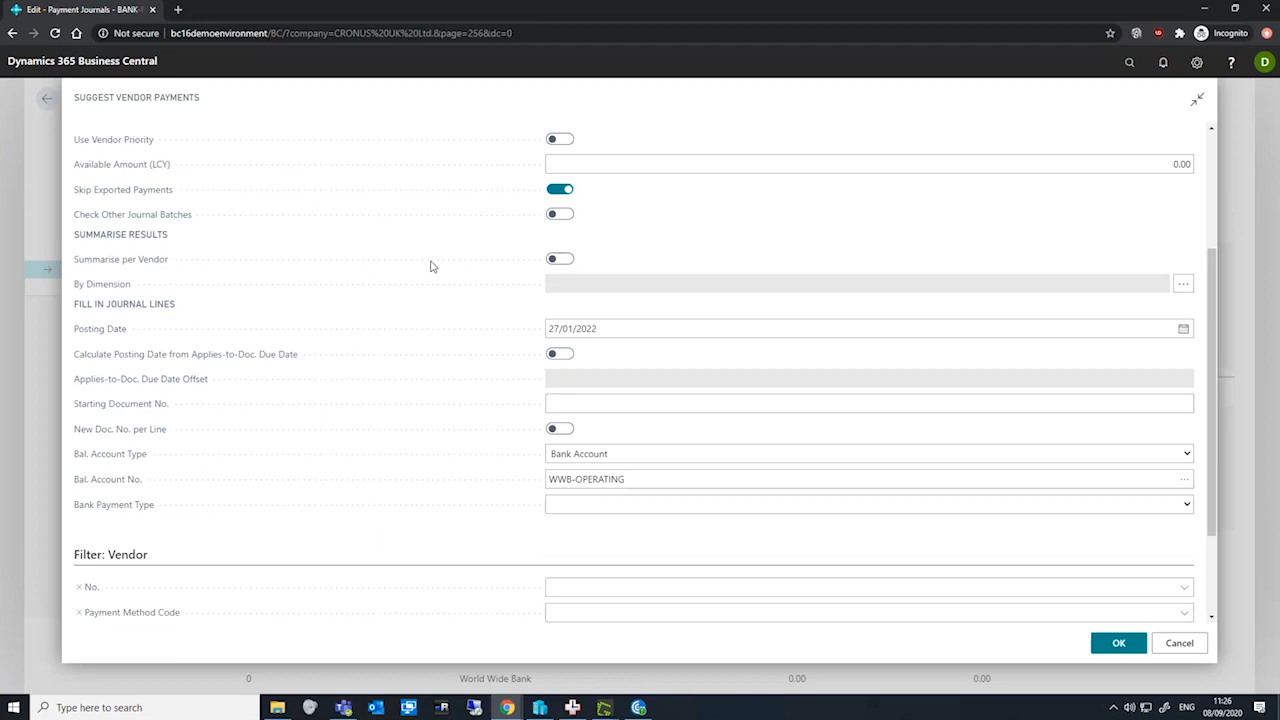 Edit - Payment Journals - BANK-
Not secure bc16demoenvironment/BC/?company=CRONUS%20UK%20Ltd.&page=256&dc=0
Incognito
Dynamics 365 Business Central
D
SUGGEST VENDOR PAYMENTS
Use Vendor Priority
Available Amount (LCY) 0.00
Skip Exported Payments
Check Other Journal Batches
SUMMARISE RESULTS
Summarise per Vendor
By Dimension
FILL IN JOURNAL LINES
Posting Date 27/01/2022
Calculate Posting Date from Applies-to-Doc. Due Date
Applies-to-Doc. Due Date Offset
Starting Document No.
New Doc. No. per Line
Bal. Account Type Bank Account
Bal. Account No. WWB-OPERATING
Bank Payment Type
Filter: Vendor
No.
Payment Method Code
OK Cancel
0 World Wide Bank 0.00 0.00
Type here to search
ENG
11:26
08/09/2020